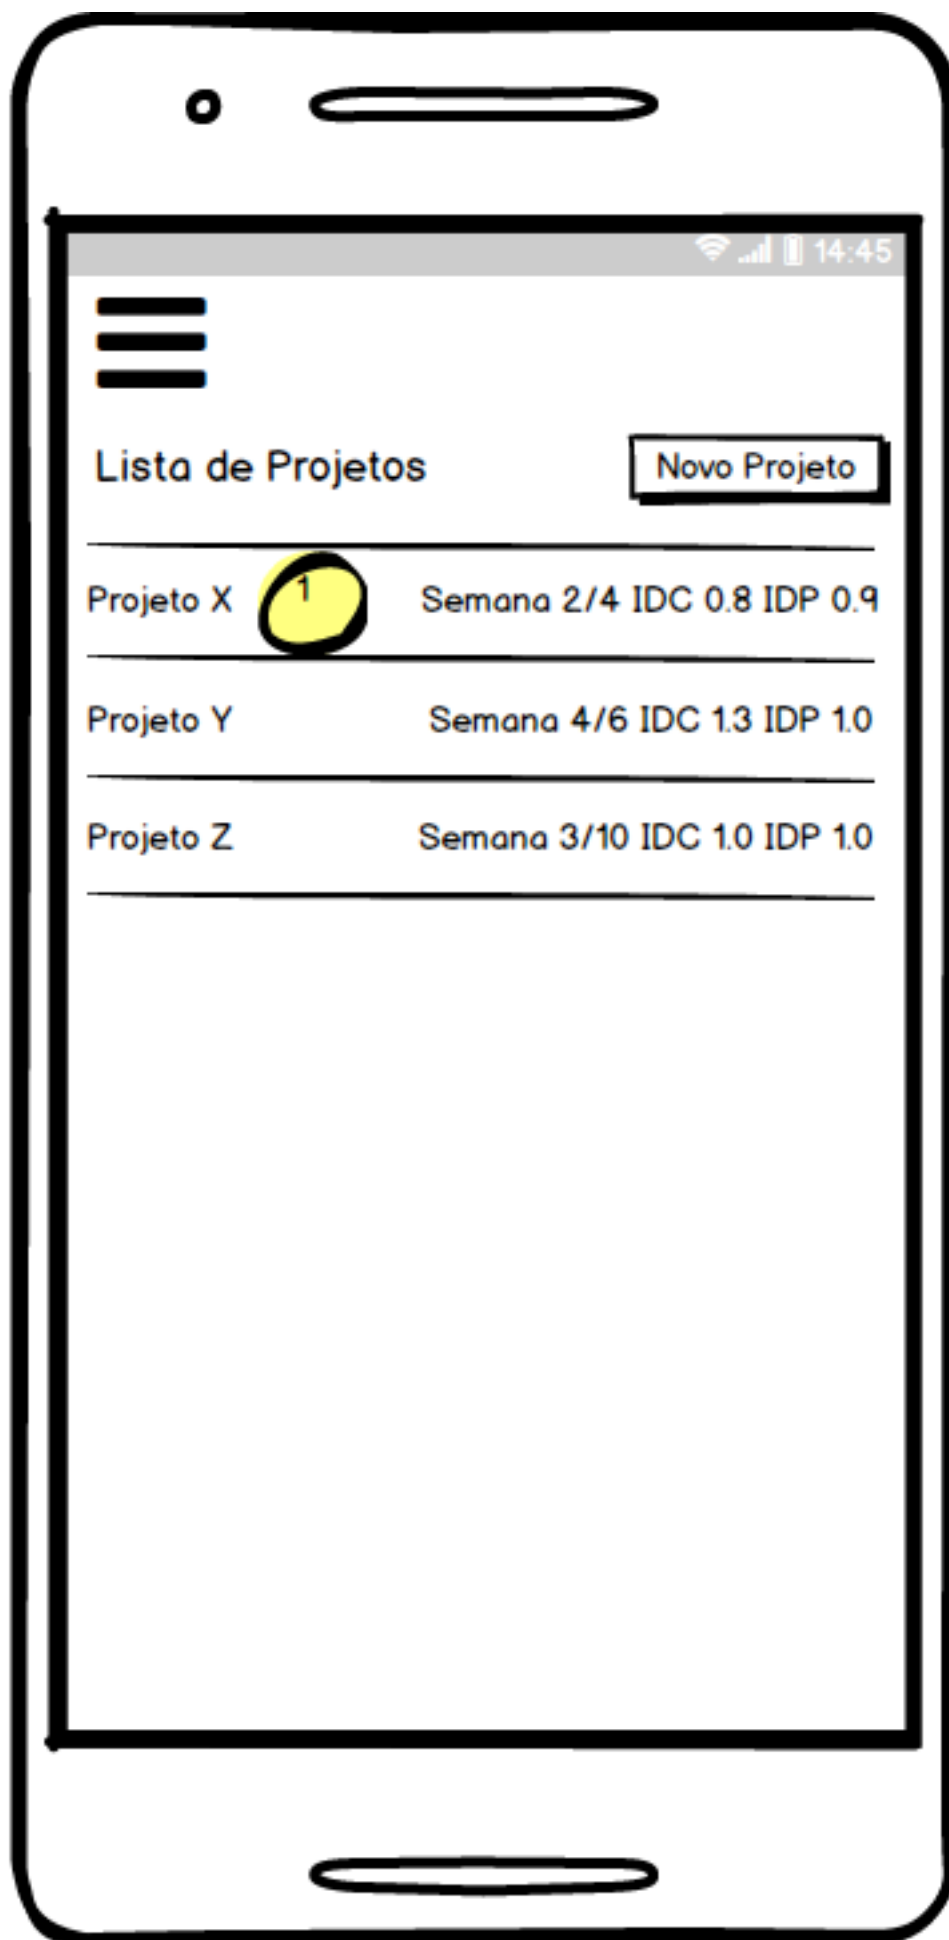 14:45
Lista de Projetos Novo Projeto
Projeto X 1 Semana 2/4 IDC 0.8 IDP 0.9
Projeto Y Semana 4/6 IDC 1.3 IDP 1.0
Projeto Z Semana 3/10 IDC 1.0 IDP 1.0